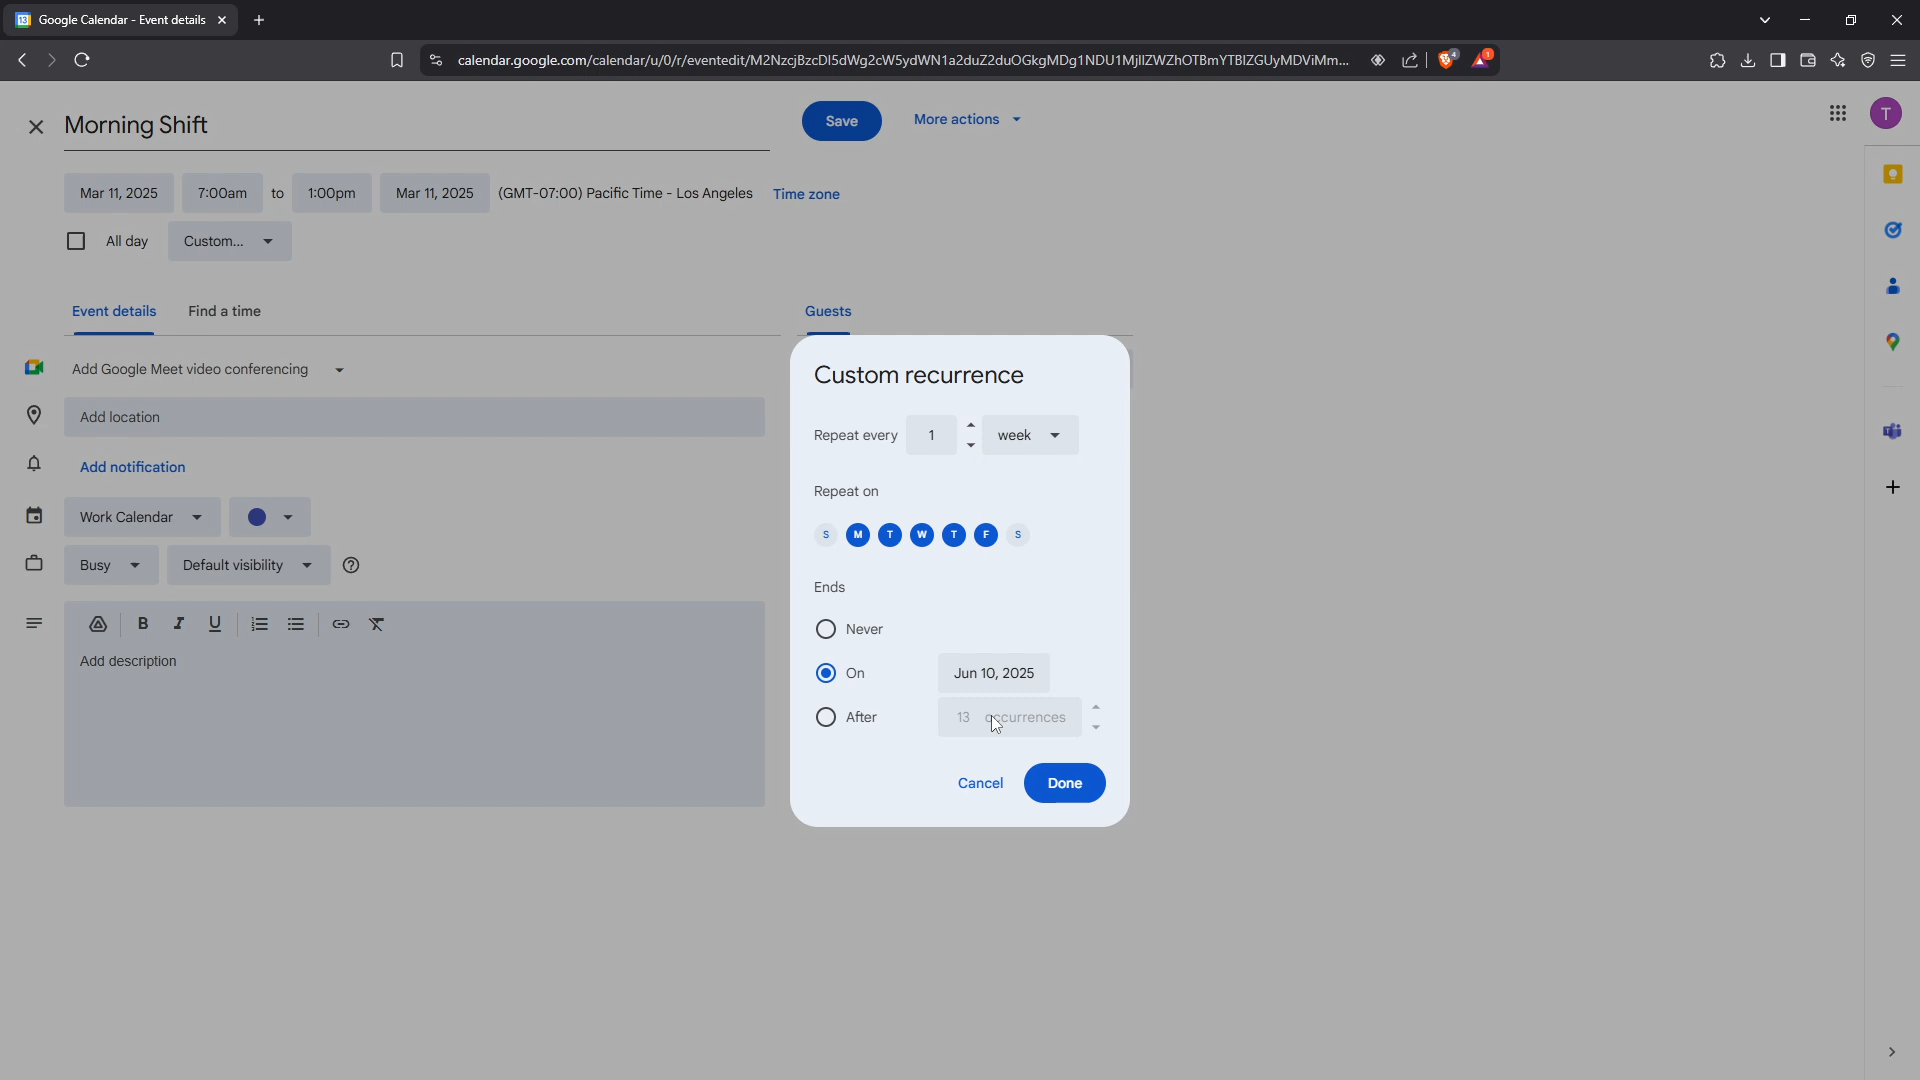 Google Calendar - Event details
calendar.google.com/calendar/u/0/r/eventedit/M2NzcjBzcDI5dWg2cW5ydWN1a2duZ2duOGkgMDg1NDU1MjllZWZhOTBmYTBlZGUyMDViMm...
4
1
Morning Shift
Save
More actions
T
Mar 11, 2025
7:00am
to
1:00pm
Mar 11, 2025
(GMT-07:00) Pacific Time - Los Angeles
Time zone
All day
Custom...
Event details
Find a time
Guests
Add Google Meet video conferencing
Add location
Add notification
Work Calendar
Busy
Default visibility
B I U
Add description
Custom recurrence
Repeat every 1 week
Repeat on
S M T W T F S
Ends
Never
On Jun 10, 2025
After 13 occurrences
Cancel
Done